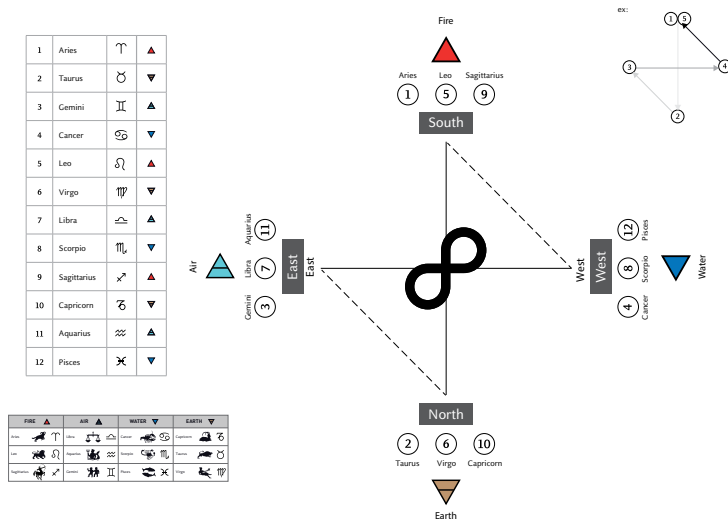 ex:
1 5
3 4
2
Fire
Aries Leo Sagittarius
1 5 9
South
1 Aries
2 Taurus
3 Gemini
4 Cancer
5 Leo
6 Virgo
7 Libra
8 Scorpio
9 Sagittarius
10 Capricorn
11 Aquarius
12 Pisces
Air
Aquarius 11
Libra 7
Gemini 3
East
East
West
West
12 Pisces
8 Scorpio
4 Cancer
Water
North
2 6 10
Taurus Virgo Capricorn
Earth
FIRE AIR WATER EARTH
Aries Libra Cancer Capricorn
Leo Aquarius Scorpio Taurus
Sagittarius Gemini Pisces Virgo